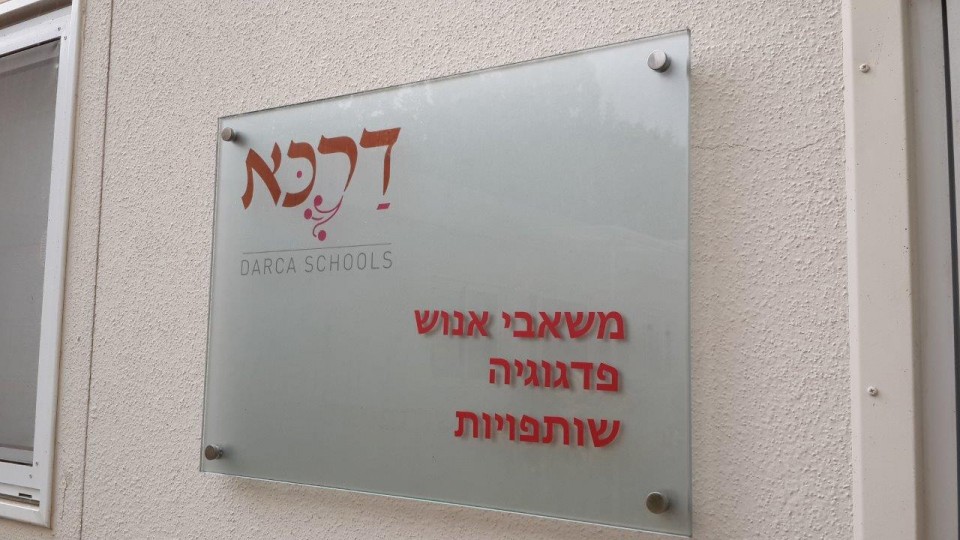 דַרְכָּא
DARCA SCHOOLS
משאבי אנוש
פדגוגיה
שותפויות